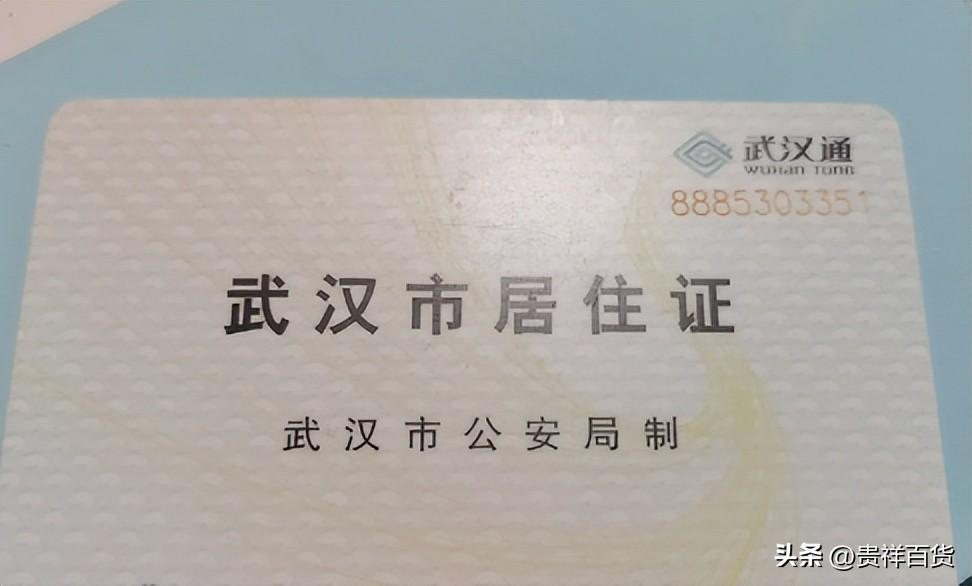 武汉通
WUHAN TONG
8885303351
武汉市居住证
武汉市公安局制
头条 @贵祥百货